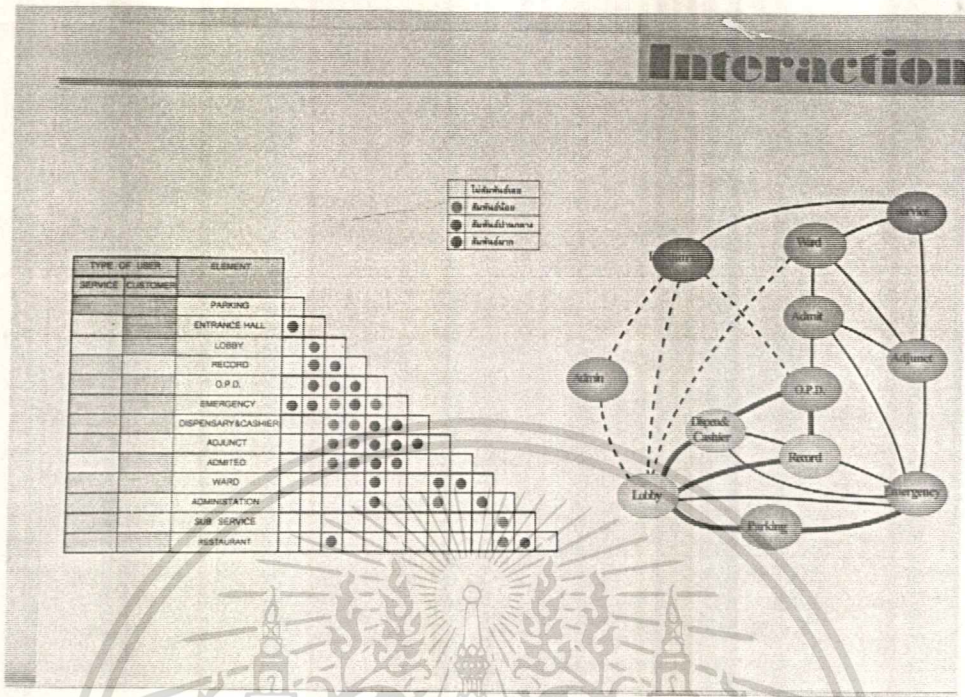 Interaction
ไม่สัมพันธ์เลย
สัมพันธ์น้อย
สัมพันธ์ปานกลาง
สัมพันธ์มาก
TYPE OF USER ELEMENT
SERVICE CUSTOMER
PARKING
ENTRANCE HALL
LOBBY
RECORD
O.P.D.
EMERGENCY
DISPENSARY&CASHIER
ADJUNCT
ADMITED
WARD
ADMINISTATION
SUB SERVICE
RESTAURANT
Service
Ward
Admit
Adjunct
Admin
O.P.D.
Dispen&
Cashier
Record
Lobby
Emergency
Parking